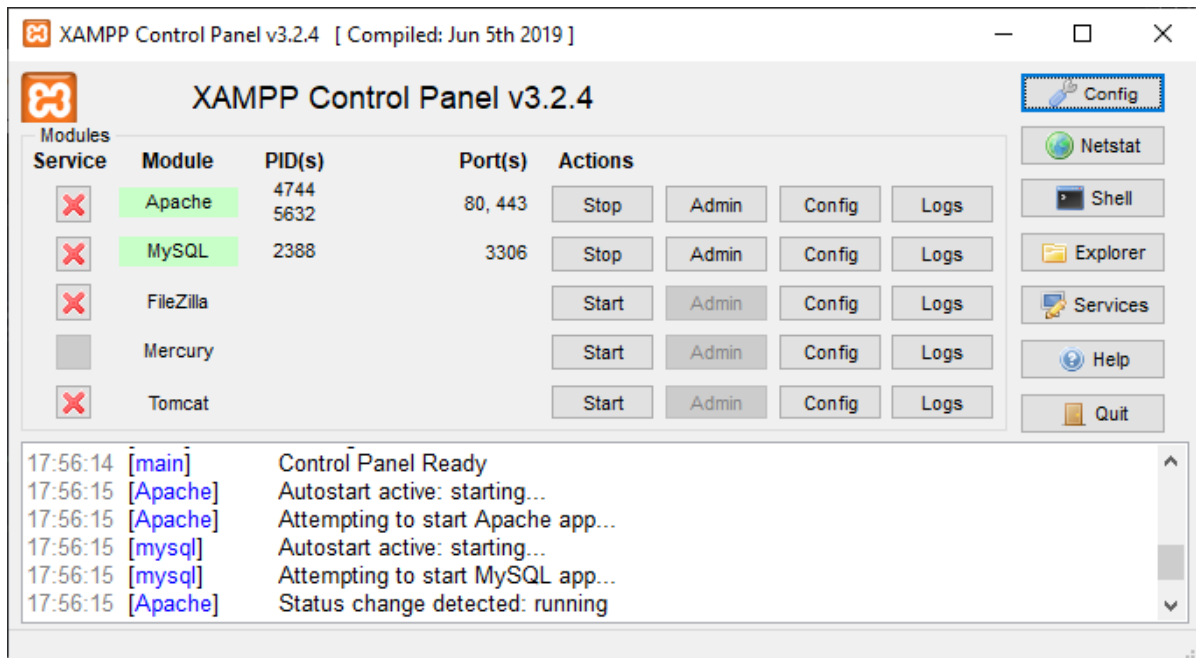 XAMPP Control Panel v3.2.4 [ Compiled: Jun 5th 2019 ]
XAMPP Control Panel v3.2.4
Config
Modules
Netstat
Service Module PID(s) Port(s) Actions
Apache 4744 5632 80, 443 Stop Admin Config Logs
Shell
MySQL 2388 3306 Stop Admin Config Logs
Explorer
FileZilla Start Admin Config Logs
Services
Mercury Start Admin Config Logs
Help
Tomcat Start Admin Config Logs
Quit
17:56:14 [main] Control Panel Ready
17:56:15 [Apache] Autostart active: starting...
17:56:15 [Apache] Attempting to start Apache app...
17:56:15 [mysql] Autostart active: starting...
17:56:15 [mysql] Attempting to start MySQL app...
17:56:15 [Apache] Status change detected: running